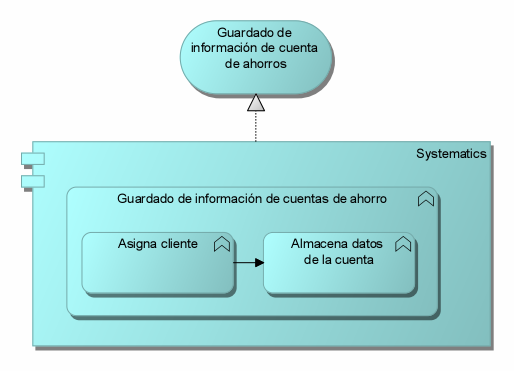 Guardado de
información de cuenta
de ahorros
Systematics
Guardado de información de cuentas de ahorro
Asigna cliente
Almacena datos
de la cuenta